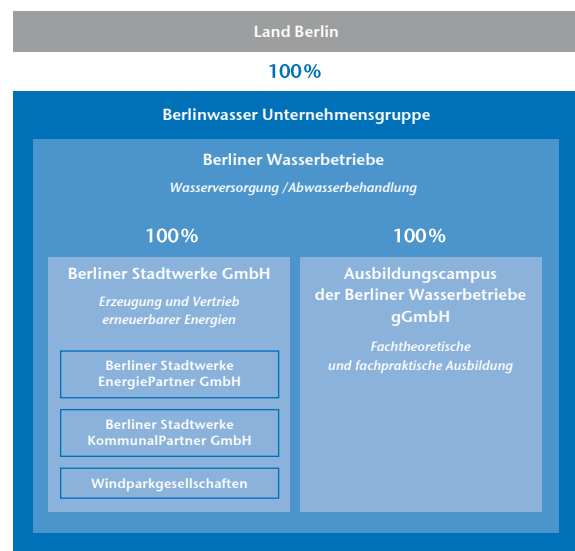 Land Berlin
100%
Berlinwasser Unternehmensgruppe
Berliner Wasserbetriebe
Wasserversorgung /Abwasserbehandlung
100%
Berliner Stadtwerke GmbH
Erzeugung und Vertrieb
erneuerbarer Energien
Berliner Stadtwerke
EnergiePartner GmbH
Berliner Stadtwerke
KommunalPartner GmbH
Windparkgesellschaften
100%
Ausbildungscampus
der Berliner Wasserbetriebe
gGmbH
Fachtheoretische
und fachpraktische Ausbildung